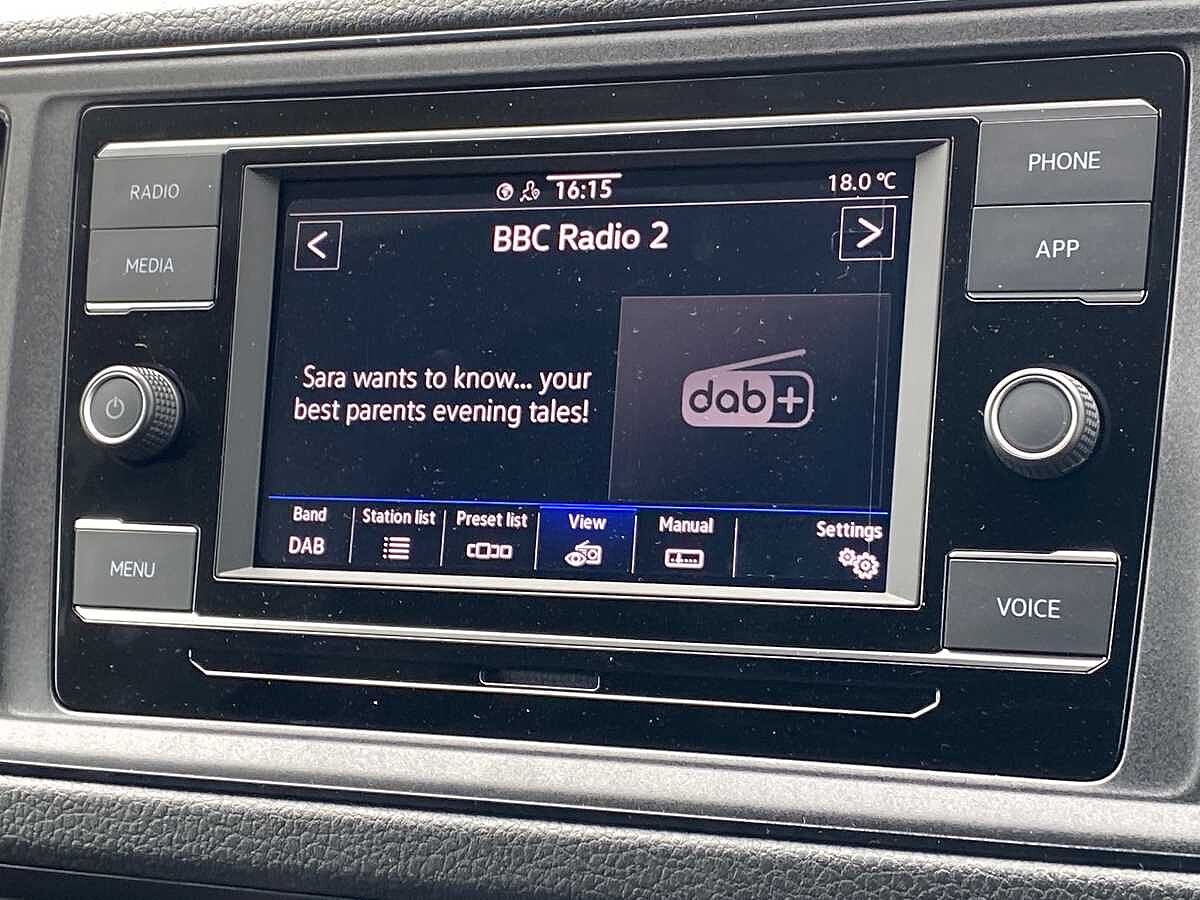 16:15
18.0 °C
PHONE
RADIO
<
BBC Radio 2
>
APP
MEDIA
Sara wants to know... your
best parents evening tales!
dab+
Band
Station list
Preset list
View
Manual
Settings
DAB
MENU
VOICE